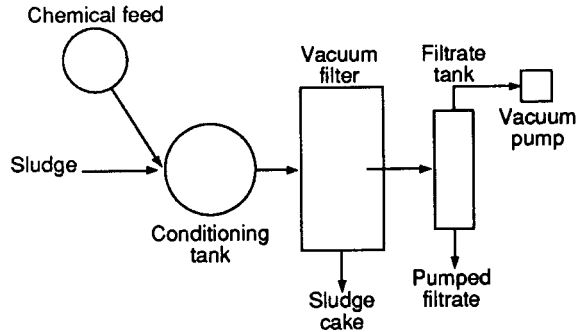 Chemical feed
Vacuum
filter
Filtrate
tank
Vacuum
pump
Sludge
Conditioning
tank
Sludge
cake
Pumped
filtrate